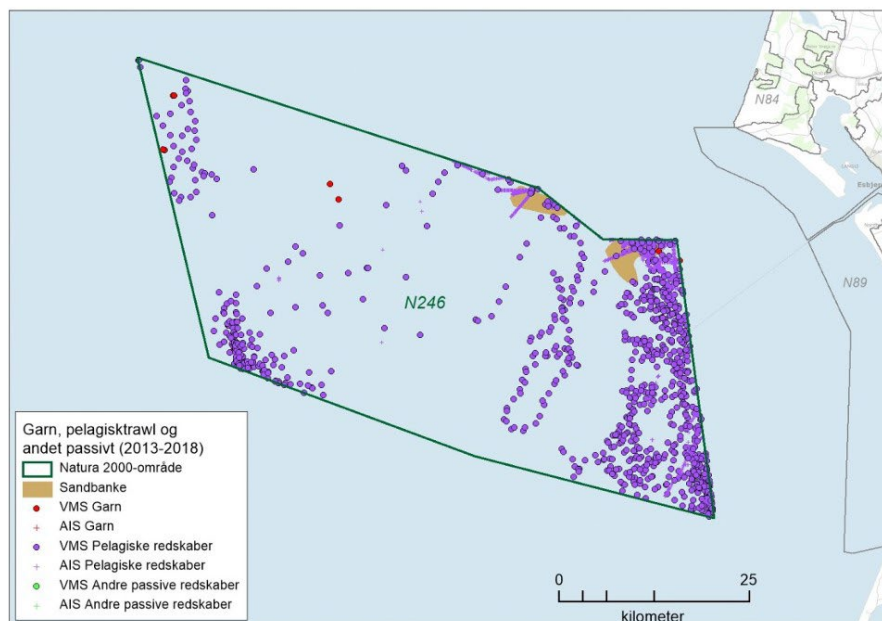 N84
Esbjerg
N89
N246
Garn, pelagisktrawl og
andet passivt (2013-2018)
Natura 2000-område
Sandbanke
VMS Garn
AIS Garn
VMS Pelagiske redskaber
AIS Pelagiske redskaber
VMS Andre passive redskaber
AIS Andre passive redskaber
0 25
kilometer